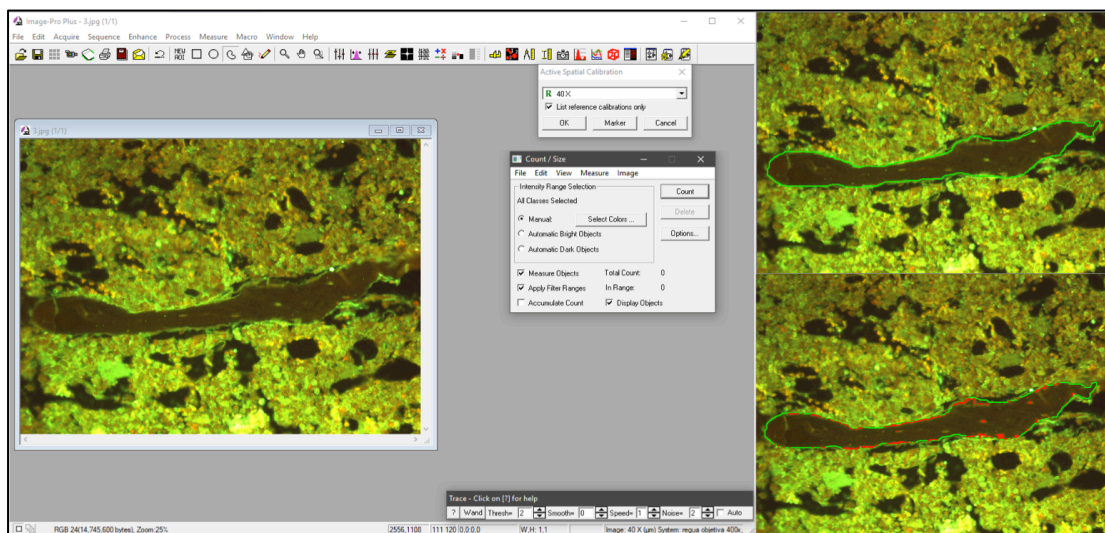 Image-Pro Plus - 3.jpg (1/1)
File Edit Acquire Sequence Enhance Process Measure Macro Window Help
NEW
AOI
Active Spatial Calibration
R 40 X
List reference calibrations only
OK Marker Cancel
3.jpg (1/1)
Count / Size
File Edit View Measure Image
Intensity Range Selection
All Classes Selected
Manual: Select Colors ...
Automatic Bright Objects
Automatic Dark Objects
Count
Delete
Options...
Measure Objects Total Count: 0
Apply Filter Ranges In Range: 0
Accumulate Count Display Objects
Trace - Click on [?] for help
? Wand Thresh= 2 Smooth= 0 Speed= 1 Noise= 2 Auto
RGB 24(14,745,600 bytes), Zoom:25% 2556,1100 111 120 0,0:0,0 W,H: 1,1 Image: 40 X (µm) System: regua objetiva 400x